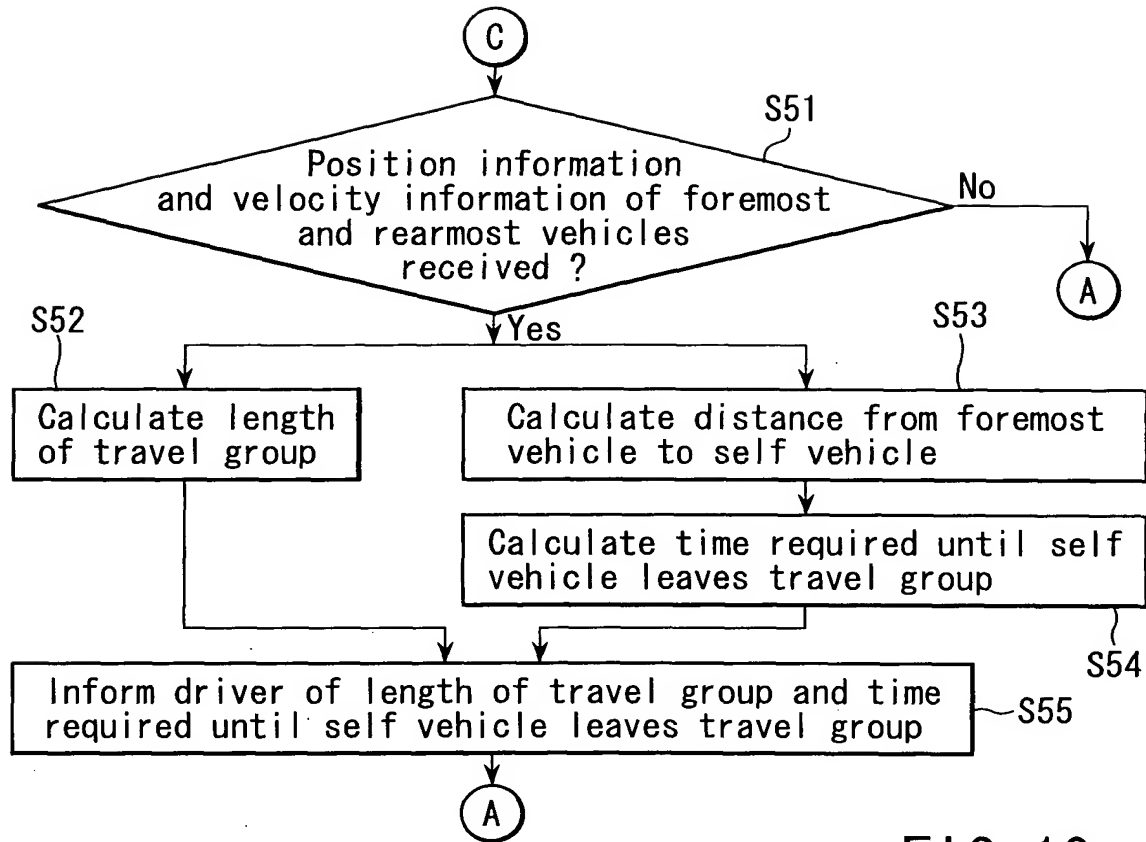 C
S51
Position information
and velocity information of foremost
and rearmost vehicles
received ?
No
A
Yes
S52
Calculate length
of travel group
S53
Calculate distance from foremost
vehicle to self vehicle
Calculate time required until self
vehicle leaves travel group
S54
Inform driver of length of travel group and time
required until self vehicle leaves travel group
S55
A